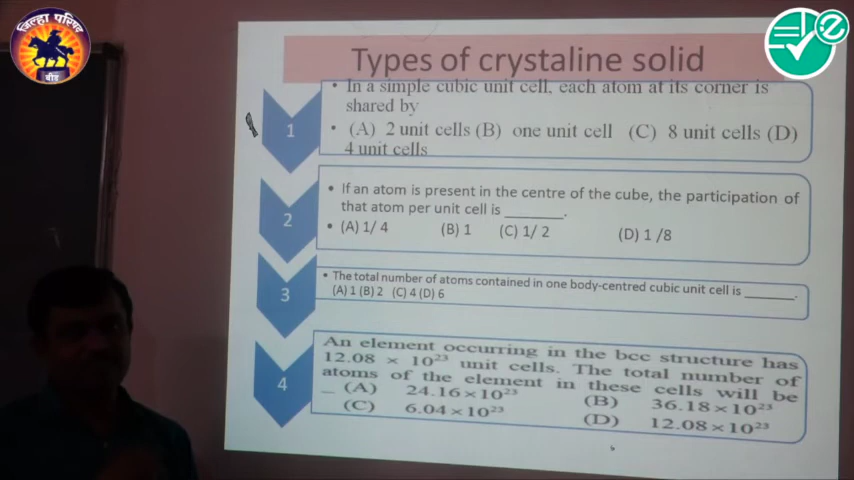 जिल्हा परिषद
बीड
e
Types of crystaline solid
1
• In a simple cubic unit cell, each atom at its corner is
shared by
• (A) 2 unit cells (B) one unit cell (C) 8 unit cells (D)
4 unit cells
2
• If an atom is present in the centre of the cube, the participation of
that atom per unit cell is _______.
• (A) 1/ 4 (B) 1 (C) 1/ 2 (D) 1 /8
3
• The total number of atoms contained in one body-centred cubic unit cell is _______.
(A) 1 (B) 2 (C) 4 (D) 6
4
An element occurring in the bcc structure has
12.08 × 10²³ unit cells. The total number of
atoms of the element in these cells will be
(A) 24.16×10²³ (B) 36.18×10²³
(C) 6.04×10²³ (D) 12.08×10²³